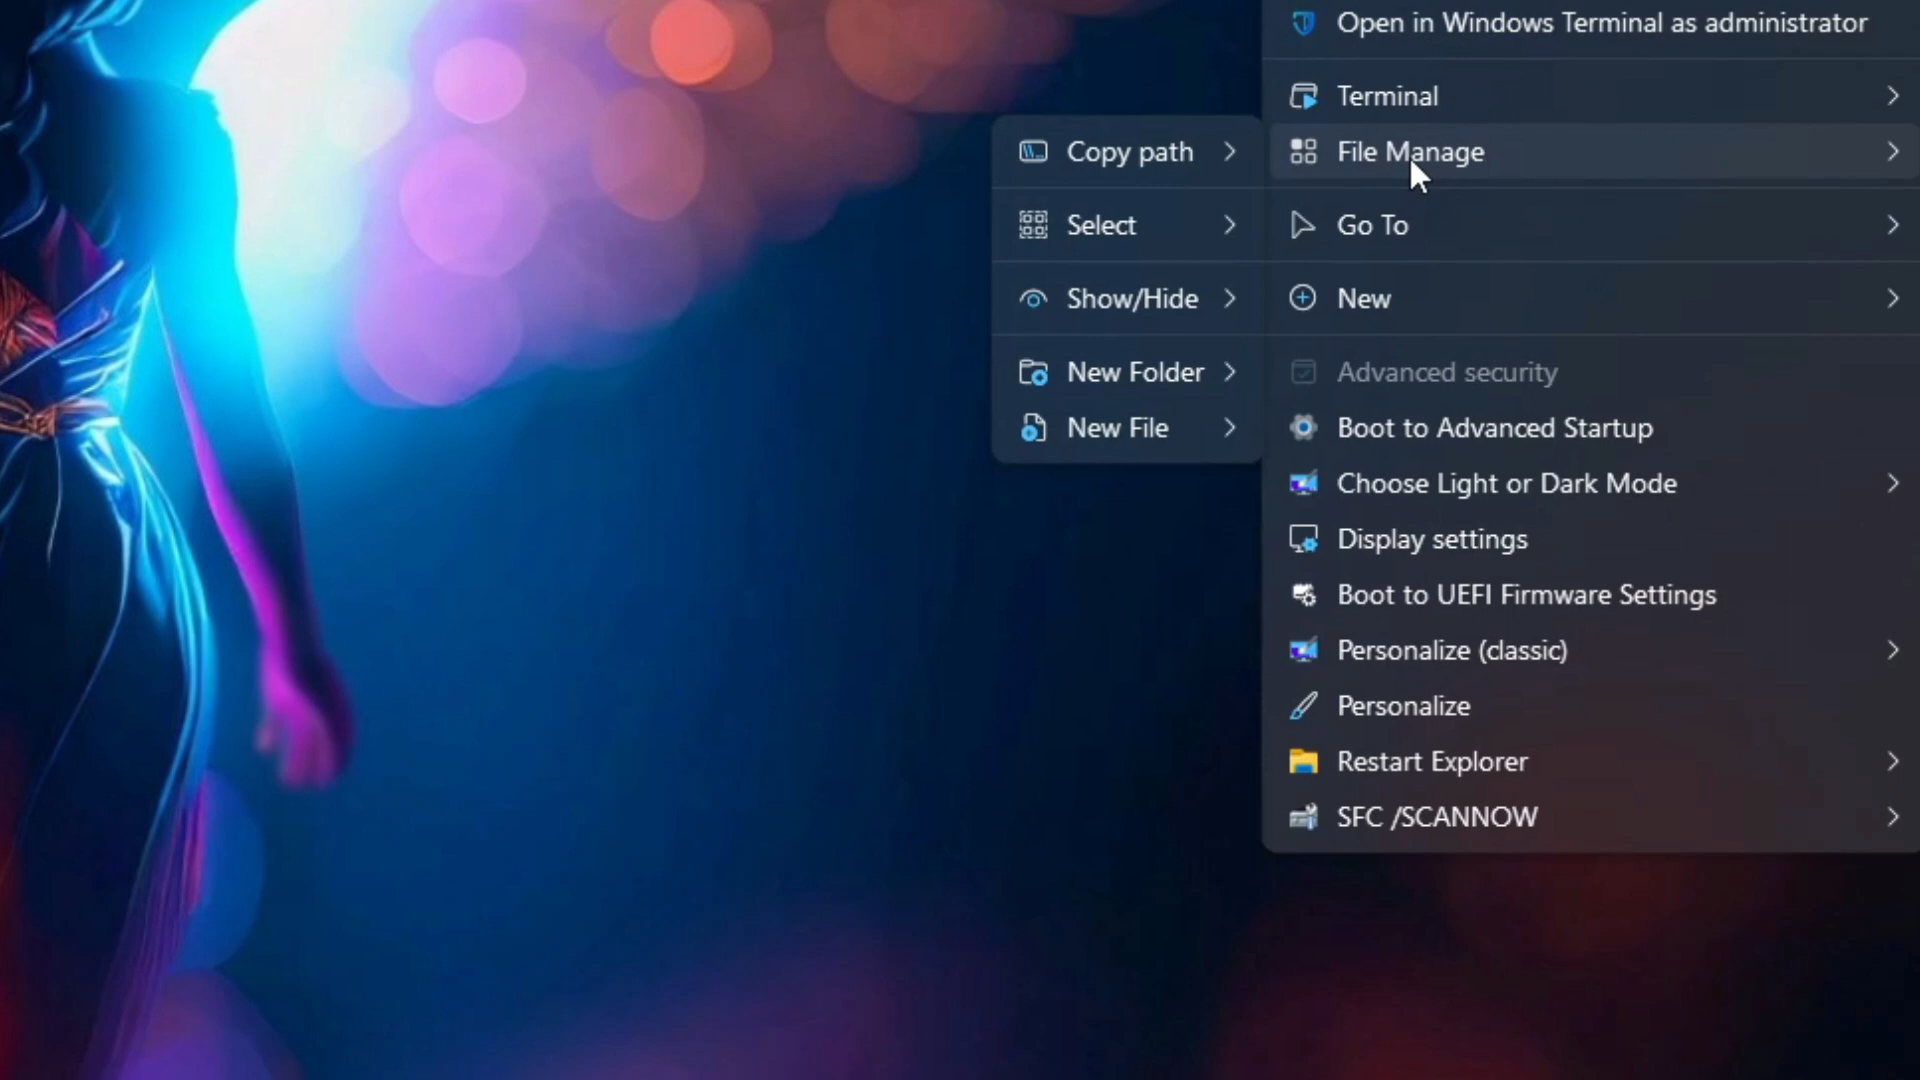 Open in Windows Terminal as administrator
Terminal
File Manage
Go To
New
Advanced security
Boot to Advanced Startup
Choose Light or Dark Mode
Display settings
Boot to UEFI Firmware Settings
Personalize (classic)
Personalize
Restart Explorer
SFC /SCANNOW
Copy path
Select
Show/Hide
New Folder
New File